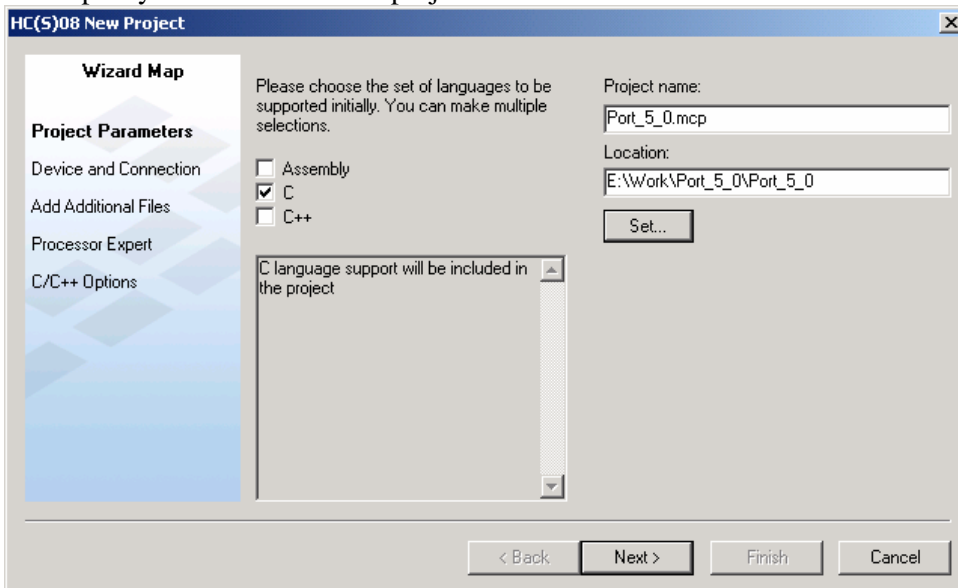 HC(S)08 New Project
Wizard Map
Project Parameters
Device and Connection
Add Additional Files
Processor Expert
C/C++ Options
Please choose the set of languages to be
supported initially. You can make multiple
selections.
Assembly
C
C++
C language support will be included in
the project
Project name:
Port_5_0.mcp
Location:
E:\Work\Port_5_0\Port_5_0
Set...
< Back
Next >
Finish
Cancel